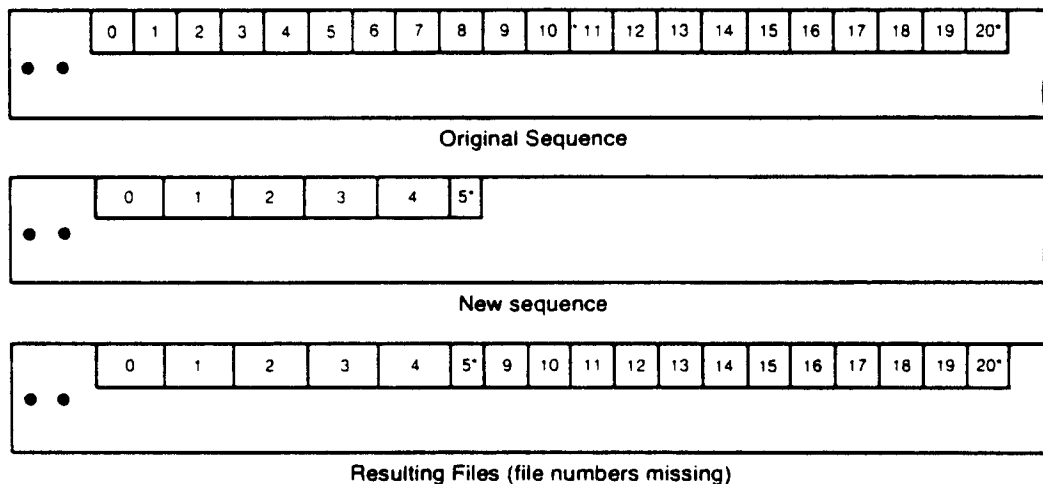 0 1 2 3 4 5 6 7 8 9 10 *11 12 13 14 15 16 17 18 19 20*
Original Sequence
0 1 2 3 4 5*
New sequence
0 1 2 3 4 5* 9 10 11 12 13 14 15 16 17 18 19 20*
Resulting Files (file numbers missing)